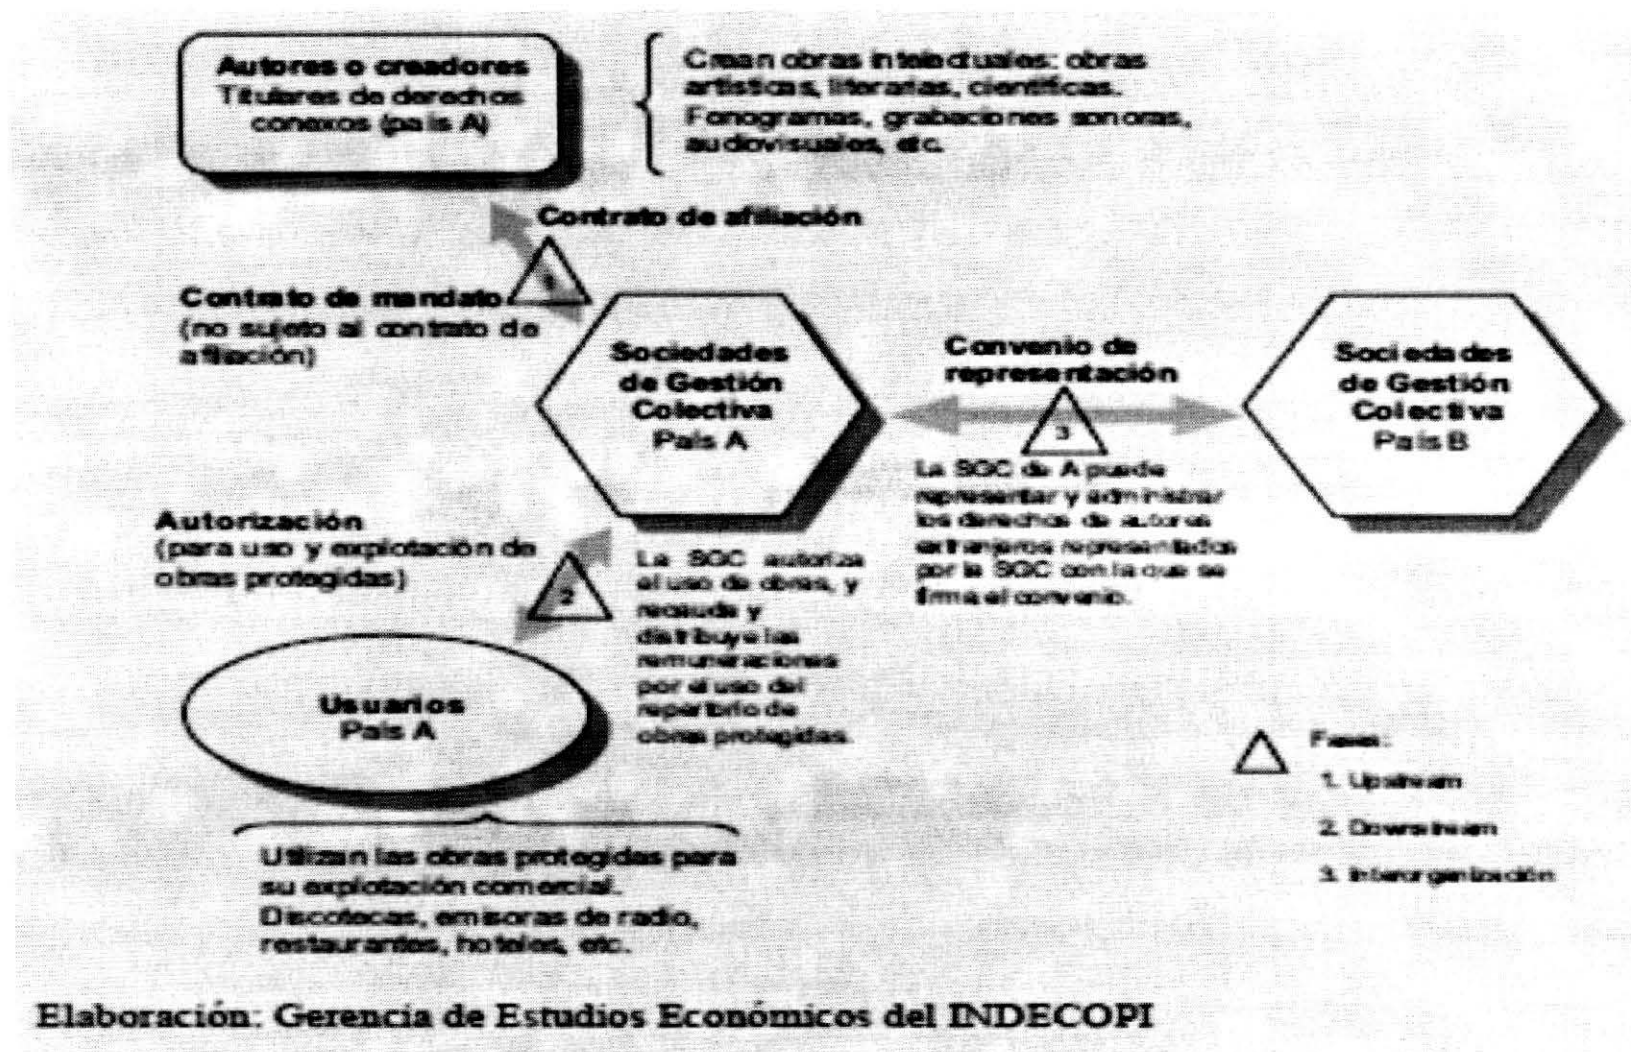 Autores o creadores
Titulares de derechos
conexos (país A)
Crean obras intelectuales: obras
artísticas, literarias, científicas.
Fonogramas, grabaciones sonoras,
audiovisuales, etc.
Contrato de afiliación
1
Contrato de mandato
(no sujeto al contrato de
afiliación)
Sociedades
de Gestión
Colectiva
País A
Convenio de
representación
3
La SGC de A puede
representar y administrar
los derechos de autores
extranjeros representados
por la SGC con la que se
firma el convenio.
Sociedades
de Gestión
Colectiva
País B
Autorización
(para uso y explotación de
obras protegidas)
2
La SGC autoriza
el uso de obras, y
recauda y
distribuye las
remuneraciones
por el uso del
repertorio de
obras protegidas.
Usuarios
País A
Utilizan las obras protegidas para
su explotación comercial.
Discotecas, emisoras de radio,
restaurantes, hoteles, etc.
Fases:
1. Upstream
2. Downstream
3. Interorganización
Elaboración: Gerencia de Estudios Económicos del INDECOPI